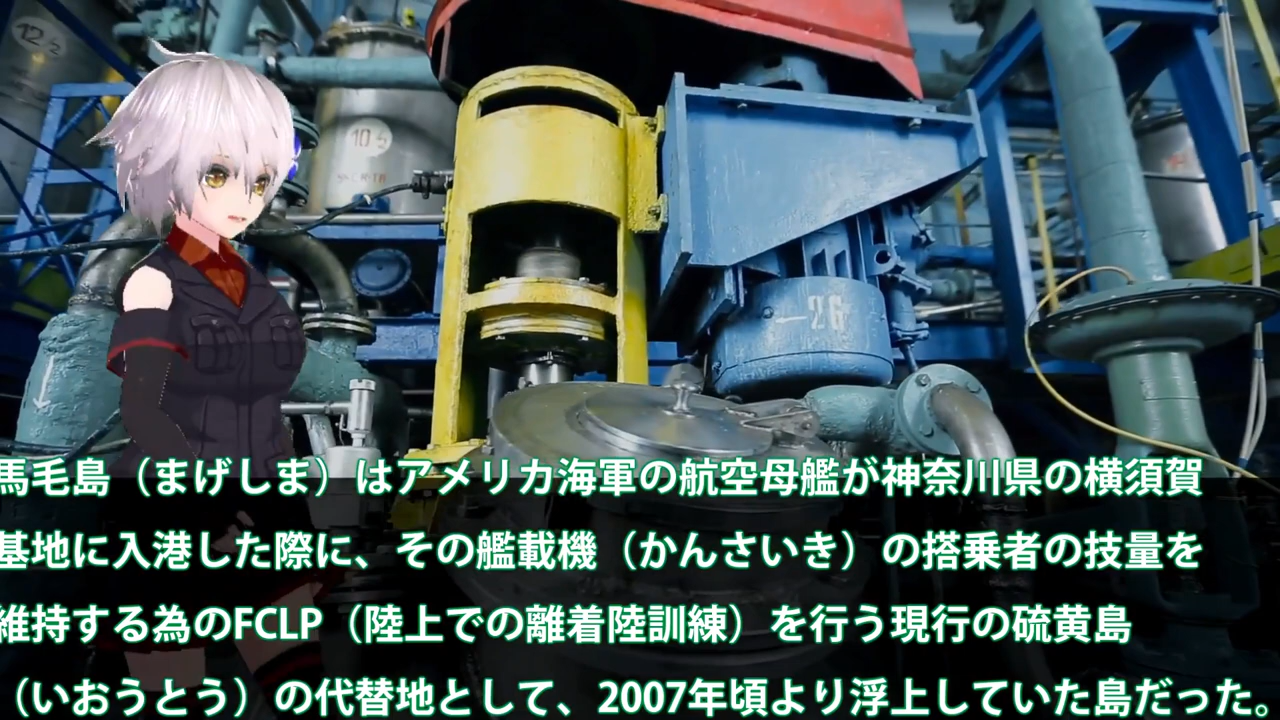 12/2
10/5
26
馬毛島（まげしま）はアメリカ海軍の航空母艦が神奈川県の横須賀
基地に入港した際に、その艦載機（かんさいき）の搭乗者の技量を
維持する為のFCLP（陸上での離着陸訓練）を行う現行の硫黄島
（いおうとう）の代替地として、2007年頃より浮上していた島だった。